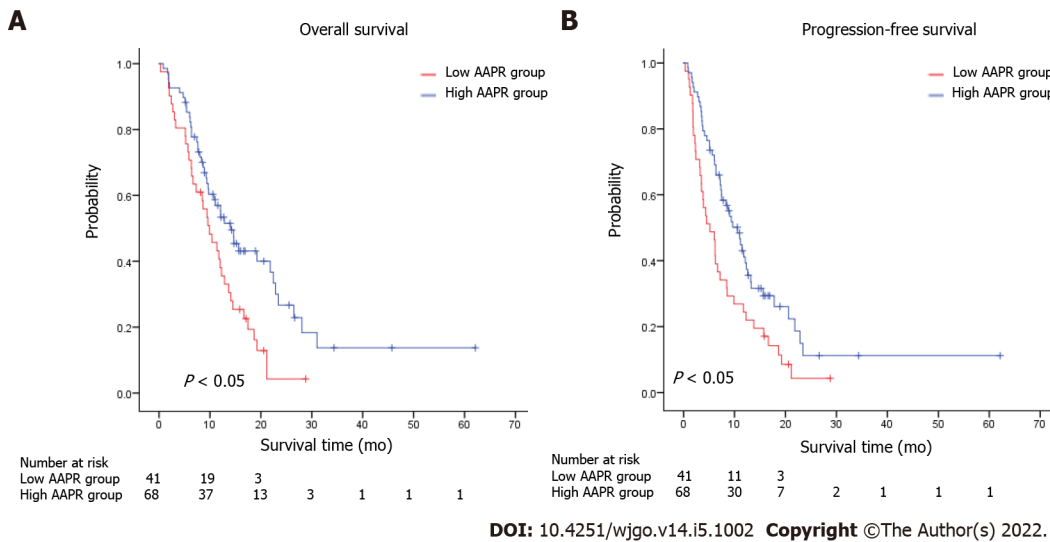 A
Overall survival
Low AAPR group
High AAPR group
1.0
0.8
0.6
0.4
0.2
0.0
Probability
P < 0.05
0 10 20 30 40 50 60 70
Survival time (mo)
Number at risk
Low AAPR group 41 19 3
High AAPR group 68 37 13 3 1 1 1
B
Progression-free survival
Low AAPR group
High AAPR group
1.0
0.8
0.6
0.4
0.2
0.0
Probability
P < 0.05
0 10 20 30 40 50 60 70
Survival time (mo)
Number at risk
Low AAPR group 41 11 3
High AAPR group 68 30 7 2 1 1 1
DOI: 10.4251/wjgo.v14.i5.1002 Copyright ©The Author(s) 2022.